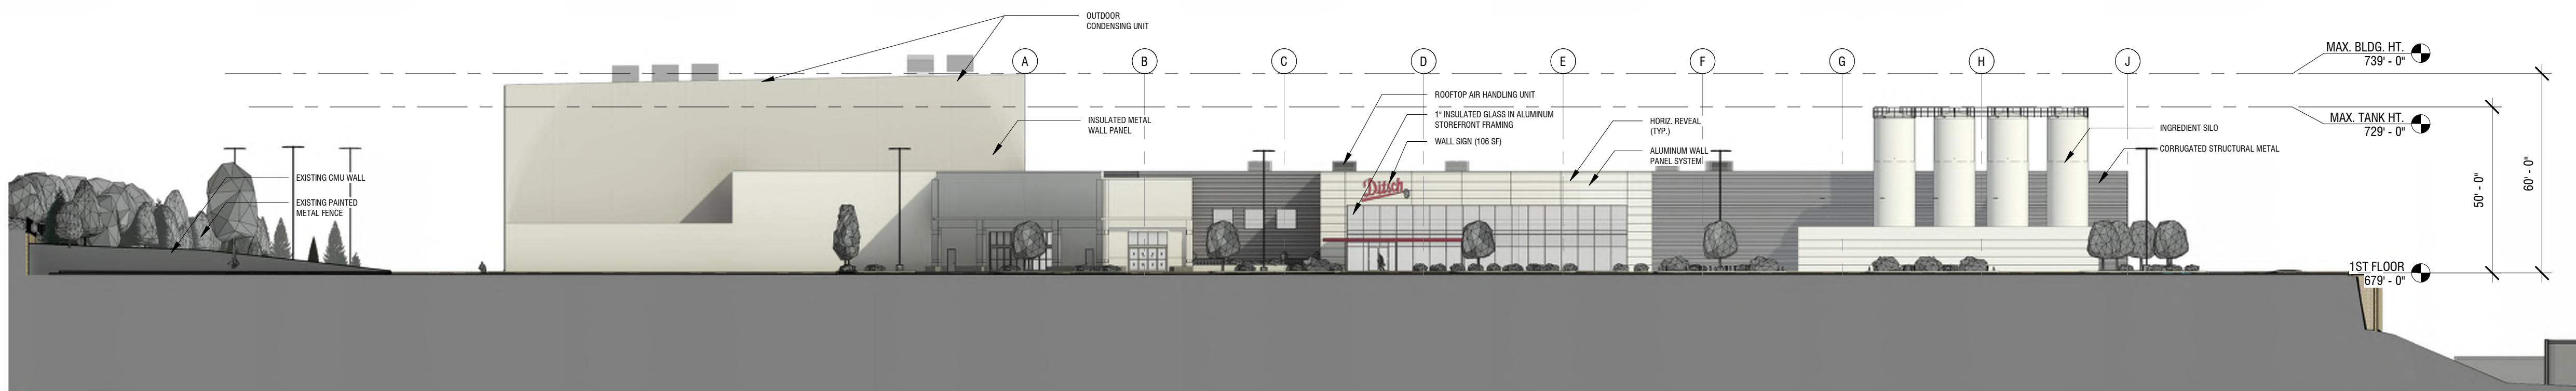 OUTDOOR
CONDENSING UNIT
A
B
C
D
E
F
G
H
J
MAX. BLDG. HT.
739' - 0"
ROOFTOP AIR HANDLING UNIT
1" INSULATED GLASS IN ALUMINUM
STOREFRONT FRAMING
WALL SIGN (106 SF)
INSULATED METAL
WALL PANEL
HORIZ. REVEAL
(TYP.)
ALUMINUM WALL
PANEL SYSTEM
INGREDIENT SILO
CORRUGATED STRUCTURAL METAL
MAX. TANK HT.
729' - 0"
EXISTING CMU WALL
EXISTING PAINTED
METAL FENCE
Ditsch
50' - 0"
60' - 0"
1ST FLOOR
679' - 0"